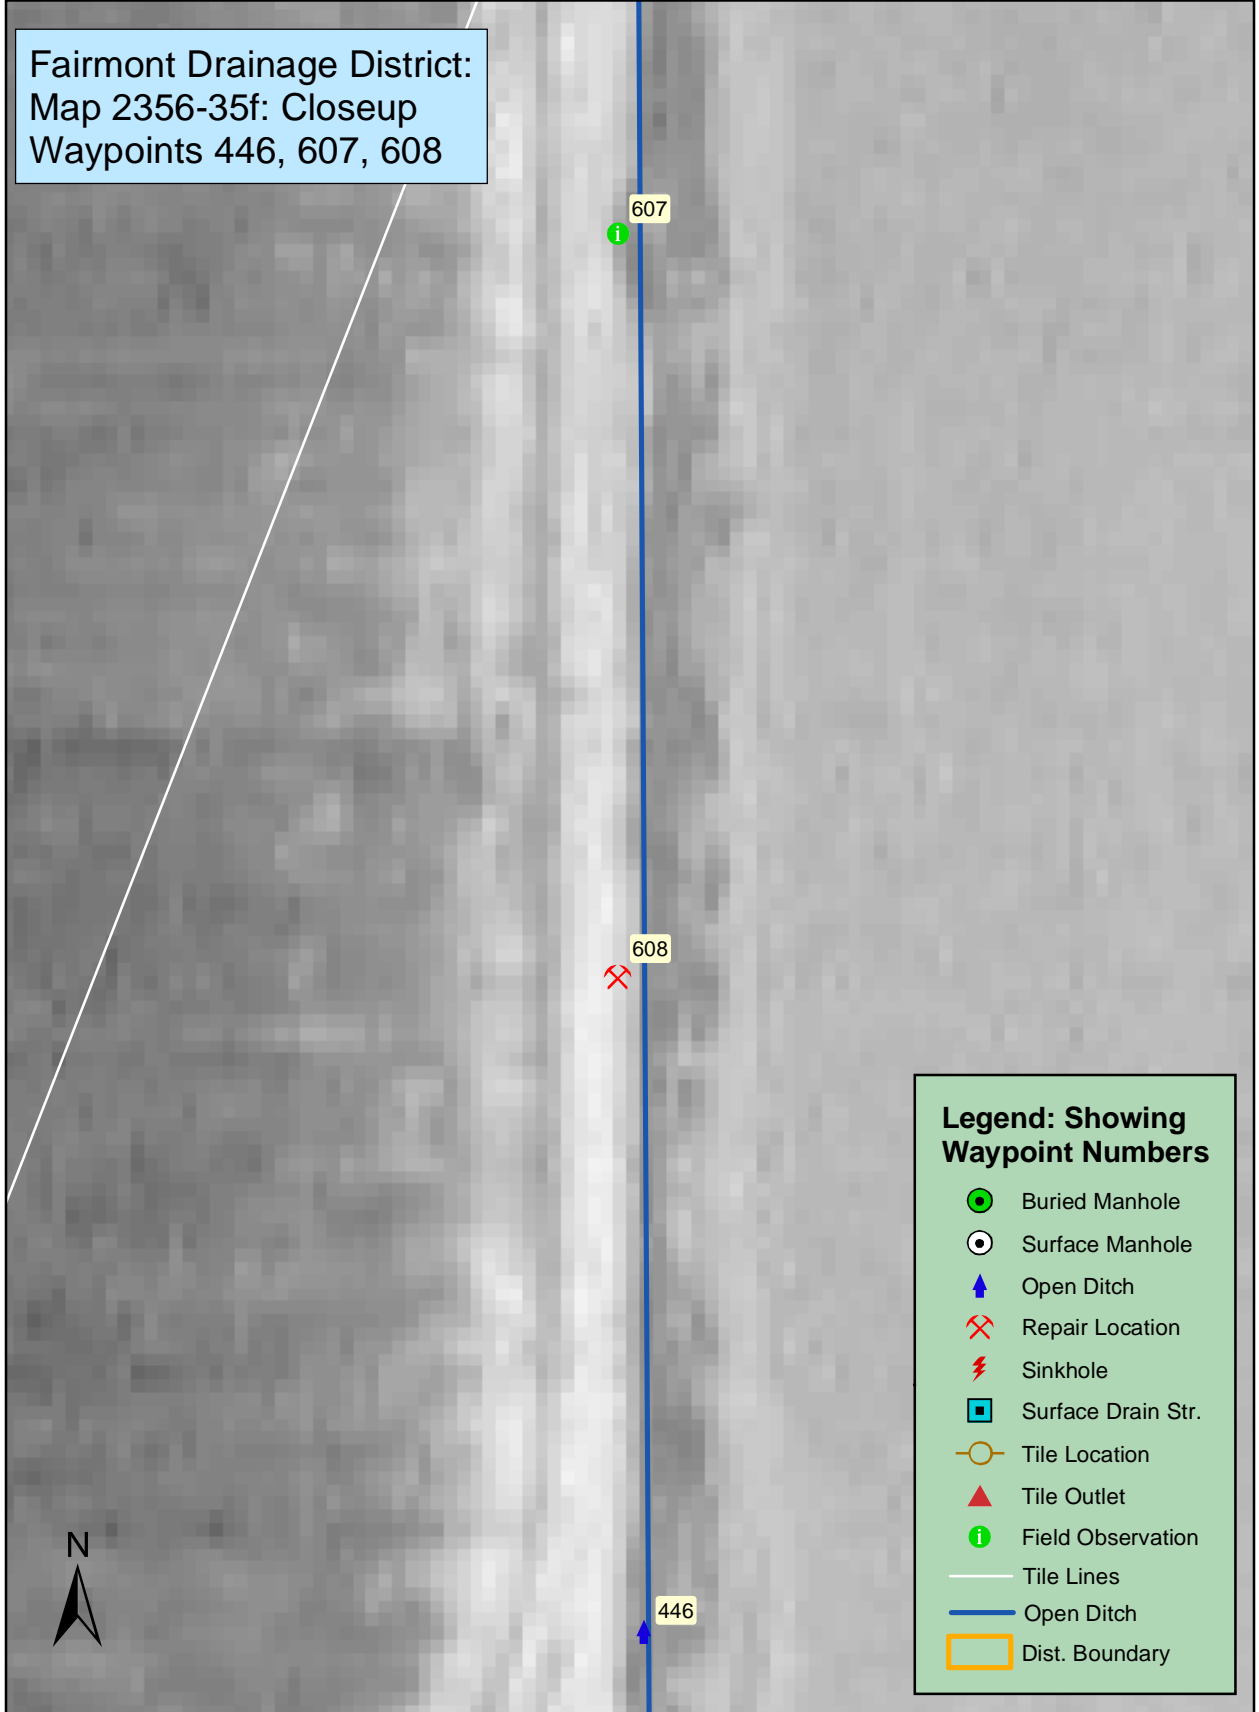 Fairmont Drainage District:
Map 2356-35f: Closeup
Waypoints 446, 607, 608
607
i
608
446
N
Legend: Showing
Waypoint Numbers
Buried Manhole
Surface Manhole
Open Ditch
Repair Location
Sinkhole
Surface Drain Str.
Tile Location
Tile Outlet
i Field Observation
Tile Lines
Open Ditch
Dist. Boundary